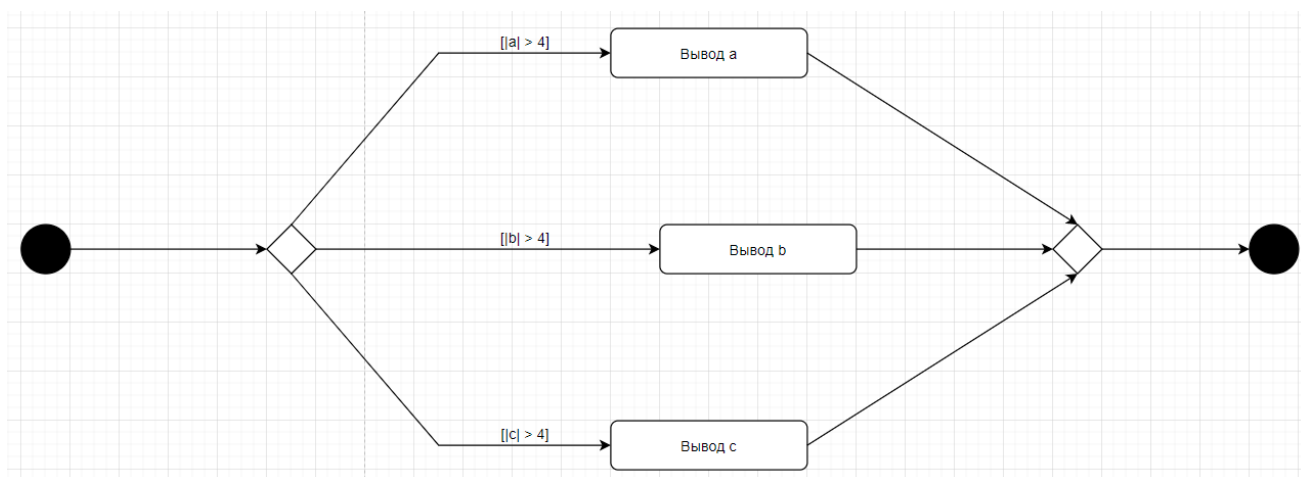 [|a| > 4]
Вывод a
[|b| > 4]
Вывод b
[|c| > 4]
Вывод c